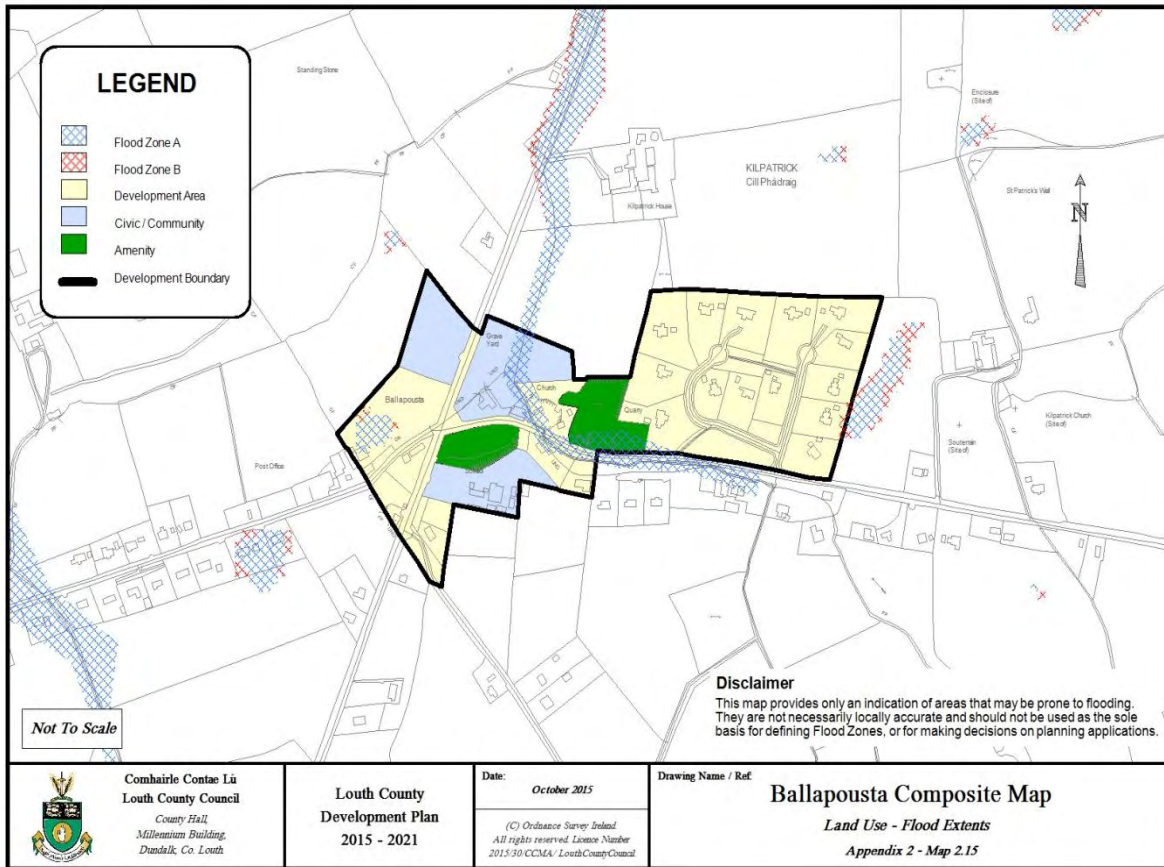 LEGEND
Flood Zone A
Flood Zone B
Development Area
Civic / Community
Amenity
Development Boundary
Standing Stone
Enclosure
(Site of)
KILPATRICK
Cill Phádraig
St Patrick's Well
N
Kilpatrick House
Grave
Yard
Ballapousta
Church
Quarry
Kilpatrick Church
(Site of)
Souterrain
(Site of)
Post Office
Not To Scale
Disclaimer
This map provides only an indication of areas that may be prone to flooding.
They are not necessarily locally accurate and should not be used as the sole
basis for defining Flood Zones, or for making decisions on planning applications.
Comhairle Contae Lú
Louth County Council
County Hall,
Millennium Building,
Dundalk, Co. Louth
Louth County
Development Plan
2015 - 2021
Date:
October 2015
(C) Ordnance Survey Ireland
All rights reserved. Licence Number
2015/30/CCMA/ LouthCountyCouncil
Drawing Name / Ref:
Ballapousta Composite Map
Land Use - Flood Extents
Appendix 2 - Map 2.15